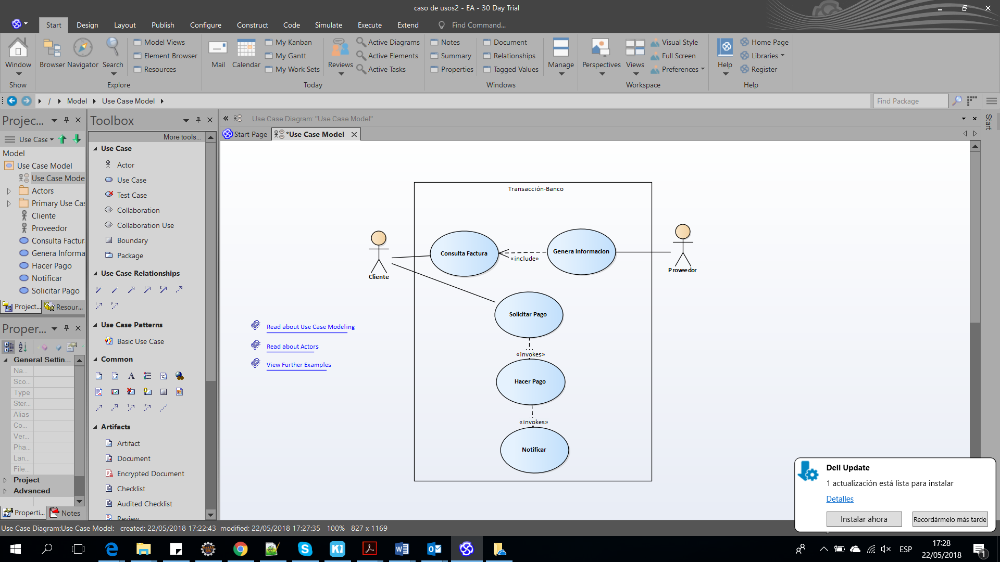 caso de usos2 - EA - 30 Day Trial
Start Design Layout Publish Configure Construct Code Simulate Execute Extend Find Command...
Window Browser Navigator Search
Model Views
Element Browser
Resources
Mail Calendar
My Kanban
My Gantt
My Work Sets
Reviews
Active Diagrams
Active Elements
Active Tasks
Notes
Summary
Properties
Document
Relationships
Tagged Values
Manage Perspectives Views
Visual Style
Full Screen
Preferences
Help
Home Page
Libraries
Register
Show Explore Today Windows Workspace Help
/ Model Use Case Model
Find Package
Projec...
Use Case
Model
Use Case Model
Use Case Mode
Actors
Primary Use Cas
Cliente
Proveedor
Consulta Factur
Genera Informa
Hacer Pago
Notificar
Solicitar Pago
Project... Resour...
Proper...
General Settin...
Na...
Sco...
Type
Ster...
Alias
Co...
Ver...
Pha...
Lan...
File...
Project
Advanced
Properti... Notes
Toolbox
More tools...
Use Case
Actor
Use Case
Test Case
Collaboration
Collaboration Use
Boundary
Package
Use Case Relationships
Use Case Patterns
Basic Use Case
Common
Artifacts
Artifact
Document
Encrypted Document
Checklist
Audited Checklist
Review
Use Case Diagram: "Use Case Model"
Start Page *Use Case Model
Start
Transacción-Banco
Consulta Factura
«include»
Genera Informacion
Cliente
Proveedor
Solicitar Pago
«invokes»
Hacer Pago
«invokes»
Notificar
Read about Use Case Modeling
Read about Actors
View Further Examples
Dell Update
1 actualización está lista para instalar
Detalles
Instalar ahora Recordármelo más tarde
Use Case Diagram:Use Case Model: created: 22/05/2018 17:22:43 modified: 22/05/2018 17:27:35 100% 827 x 1169
ESP
17:28
22/05/2018
1